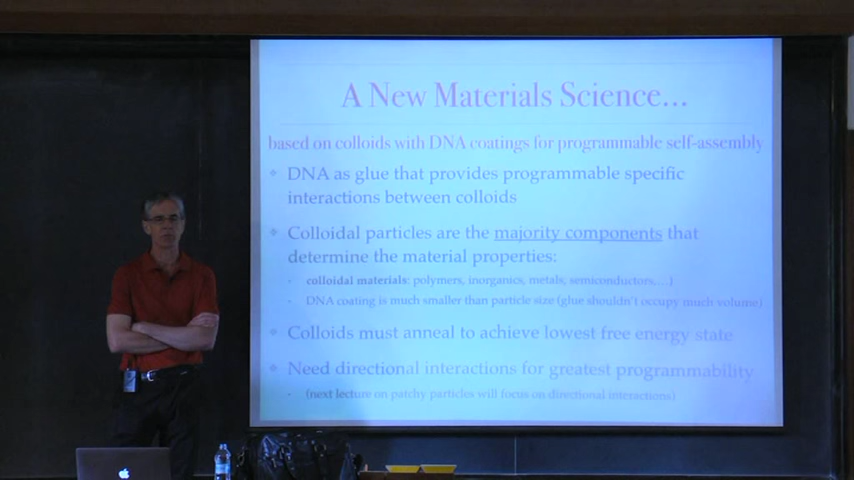 A New Materials Science...
based on colloids with DNA coatings for programmable self-assembly
DNA as glue that provides programmable specific
interactions between colloids
Colloidal particles are the majority components that
determine the material properties:
colloidal materials: polymers, inorganics, metals, semiconductors,...)
DNA coating is much smaller than particle size (glue shouldn't occupy much volume)
Colloids must anneal to achieve lowest free energy state
Need directional interactions for greatest programmability
(next lecture on patchy particles will focus on directional interactions)